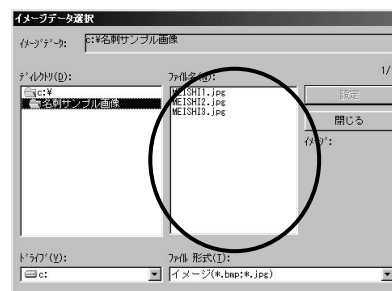 イメージデータ選択
ｲﾒｰｼﾞﾃﾞｰﾀ:
c:¥名刺サンプル画像
ﾃﾞｨﾚｸﾄﾘ(D):
c:¥
名刺サンプル画像
ﾌｧｲﾙ名(N):
MEISHI1.jpg
MEISHI2.jpg
MEISHI3.jpg
1/
設定
閉じる
ｲﾒｰｼﾞ:
ﾄﾞﾗｲﾌﾞ(V):
c:
ﾌｧｲﾙ 形式(I):
イメージ(*.bmp;*.jpg)